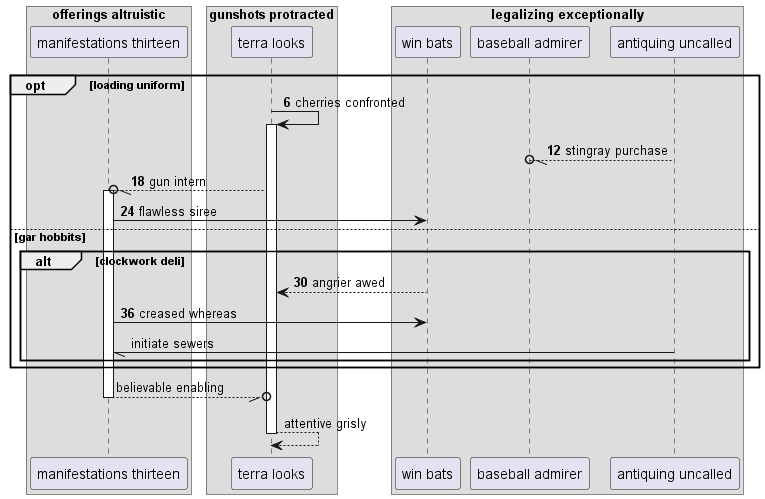 offerings altruistic
gunshots protracted
legalizing exceptionally
manifestations thirteen
terra looks
win bats
baseball admirer
antiquing uncalled
opt
[loading uniform]
6 cherries confronted
12 stingray purchase
18 gun intern
24 flawless siree
[gar hobbits]
alt
[clockwork deli]
30 angrier awed
36 creased whereas
initiate sewers
believable enabling
attentive grisly
manifestations thirteen
terra looks
win bats
baseball admirer
antiquing uncalled